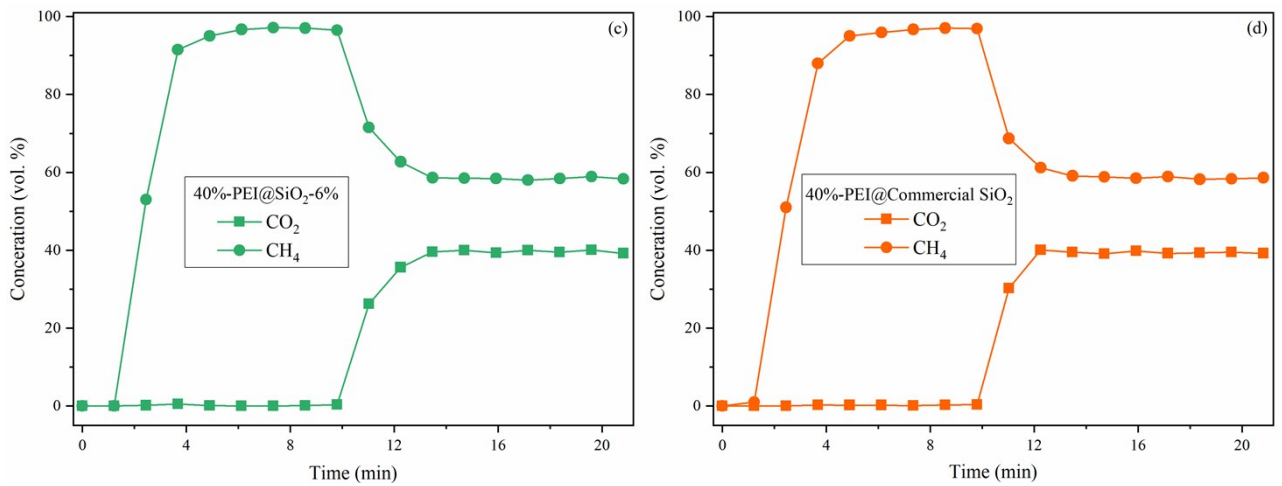 100
80
60
40
20
0
Conceration (vol. %)
(c)
40%-PEI@SiO₂-6%
CO₂
CH₄
0 4 8 12 16 20
Time (min)
100
80
60
40
20
0
Conceration (vol. %)
(d)
40%-PEI@Commercial SiO₂
CO₂
CH₄
0 4 8 12 16 20
Time (min)